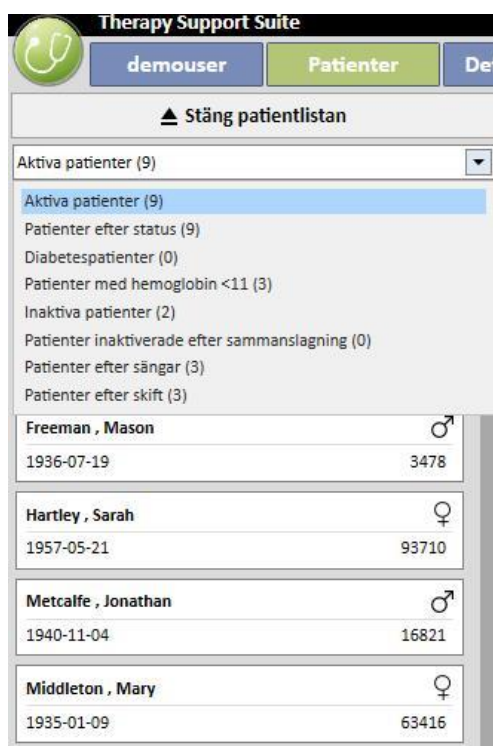 Therapy Support Suite
demouser Patienter
Stäng patientlistan
Aktiva patienter (9)
Aktiva patienter (9)
Patienter efter status (9)
Diabetespatienter (0)
Patienter med hemoglobin <11 (3)
Inaktiva patienter (2)
Patienter inaktiverade efter sammanslagning (0)
Patienter efter sängar (3)
Patienter efter skift (3)
Freeman , Mason ♂
1936-07-19 3478
Hartley , Sarah ♀
1957-05-21 93710
Metcalfe , Jonathan ♂
1940-11-04 16821
Middleton , Mary ♀
1935-01-09 63416